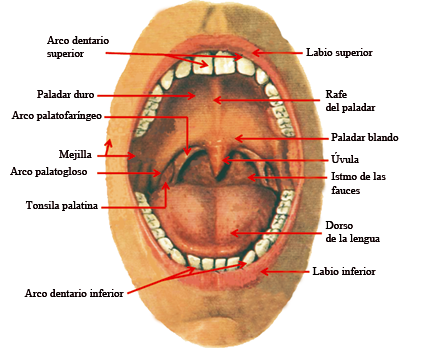 Arco dentario
superior
Labio superior
Paladar duro
Rafe
del paladar
Arco palatofaríngeo
Paladar blando
Mejilla
Úvula
Arco palatogloso
Istmo de las
fauces
Tonsila palatina
Dorso
de la lengua
Labio inferior
Arco dentario inferior